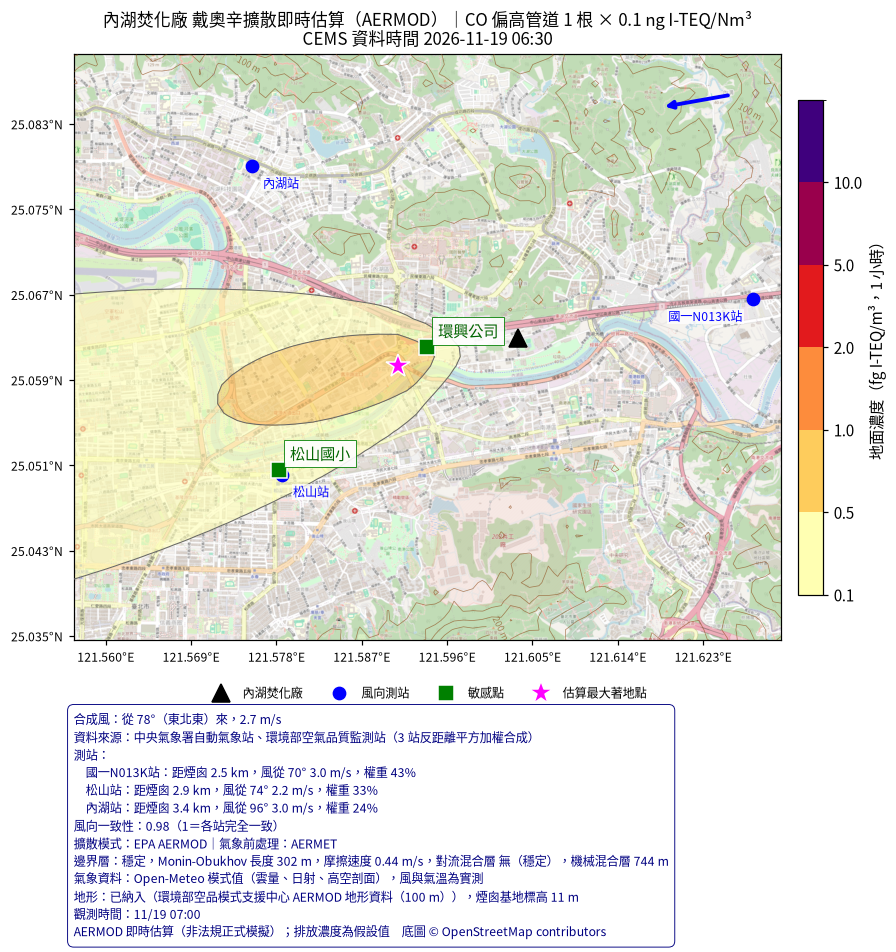 內湖焚化廠 戴奧辛擴散即時估算（AERMOD）｜CO 偏高管道 1 根 × 0.1 ng I-TEQ/Nm³
CEMS 資料時間 2026-11-19 06:30
25.083°N
25.075°N
25.067°N
25.059°N
25.051°N
25.043°N
25.035°N
內湖站
國一N013K站
環興公司
松山國小
松山站
100 m
100 m
121.560°E
121.569°E
121.578°E
121.587°E
121.596°E
121.605°E
121.614°E
121.623°E
10.0
5.0
2.0
1.0
0.5
0.1
地面濃度（fg I-TEQ/m³，1 小時）
內湖焚化廠
風向測站
敏感點
估算最大著地點
合成風：從 78°（東北東）來，2.7 m/s
資料來源：中央氣象署自動氣象站、環境部空氣品質監測站（3 站反距離平方加權合成）
測站：
國一N013K站：距煙囪 2.5 km，風從 70° 3.0 m/s，權重 43%
松山站：距煙囪 2.9 km，風從 74° 2.2 m/s，權重 33%
內湖站：距煙囪 3.4 km，風從 96° 3.0 m/s，權重 24%
風向一致性：0.98（1＝各站完全一致）
擴散模式：EPA AERMOD｜氣象前處理：AERMET
邊界層：穩定，Monin-Obukhov 長度 302 m，摩擦速度 0.44 m/s，對流混合層 無（穩定），機械混合層 744 m
氣象資料：Open-Meteo 模式值（雲量、日射、高空剖面），風與氣溫為實測
地形：已納入（環境部空品模式支援中心 AERMOD 地形資料（100 m）），煙囪基地標高 11 m
觀測時間：11/19 07:00
AERMOD 即時估算（非法規正式模擬）；排放濃度為假設值　底圖 © OpenStreetMap contributors